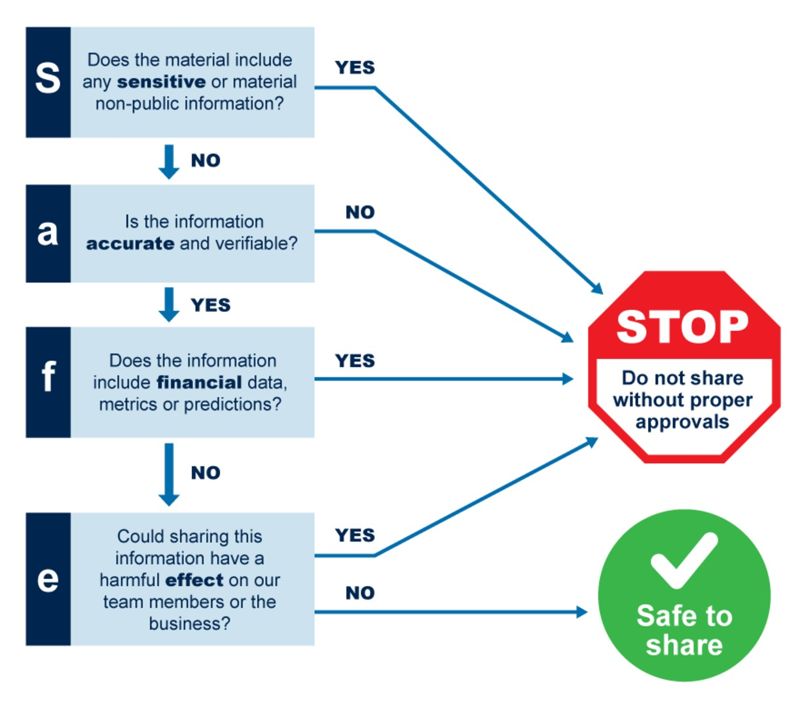 S
Does the material include
any sensitive or material
non-public information?
YES
NO
a
Is the information
accurate and verifiable?
NO
YES
f
Does the information
include financial data,
metrics or predictions?
YES
NO
e
Could sharing this
information have a
harmful effect on our
team members or the
business?
YES
NO
STOP
Do not share
without proper
approvals
Safe to
share